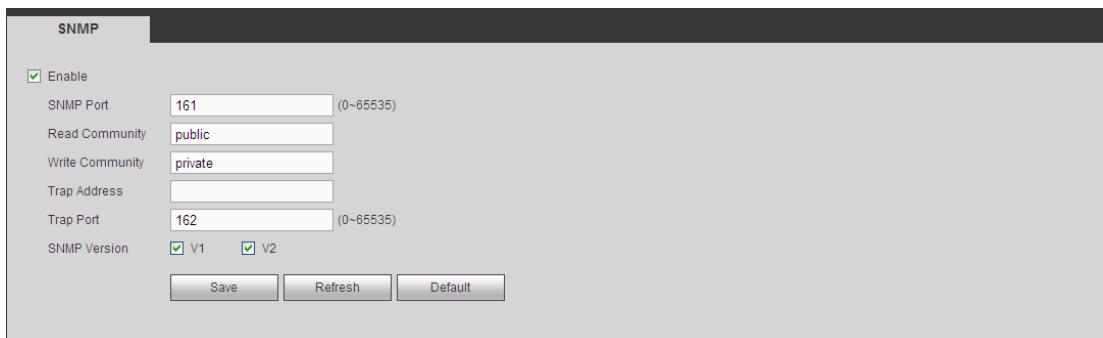 SNMP
Enable
SNMP Port 161 (0~65535)
Read Community public
Write Community private
Trap Address
Trap Port 162 (0~65535)
SNMP Version V1 V2
Save Refresh Default